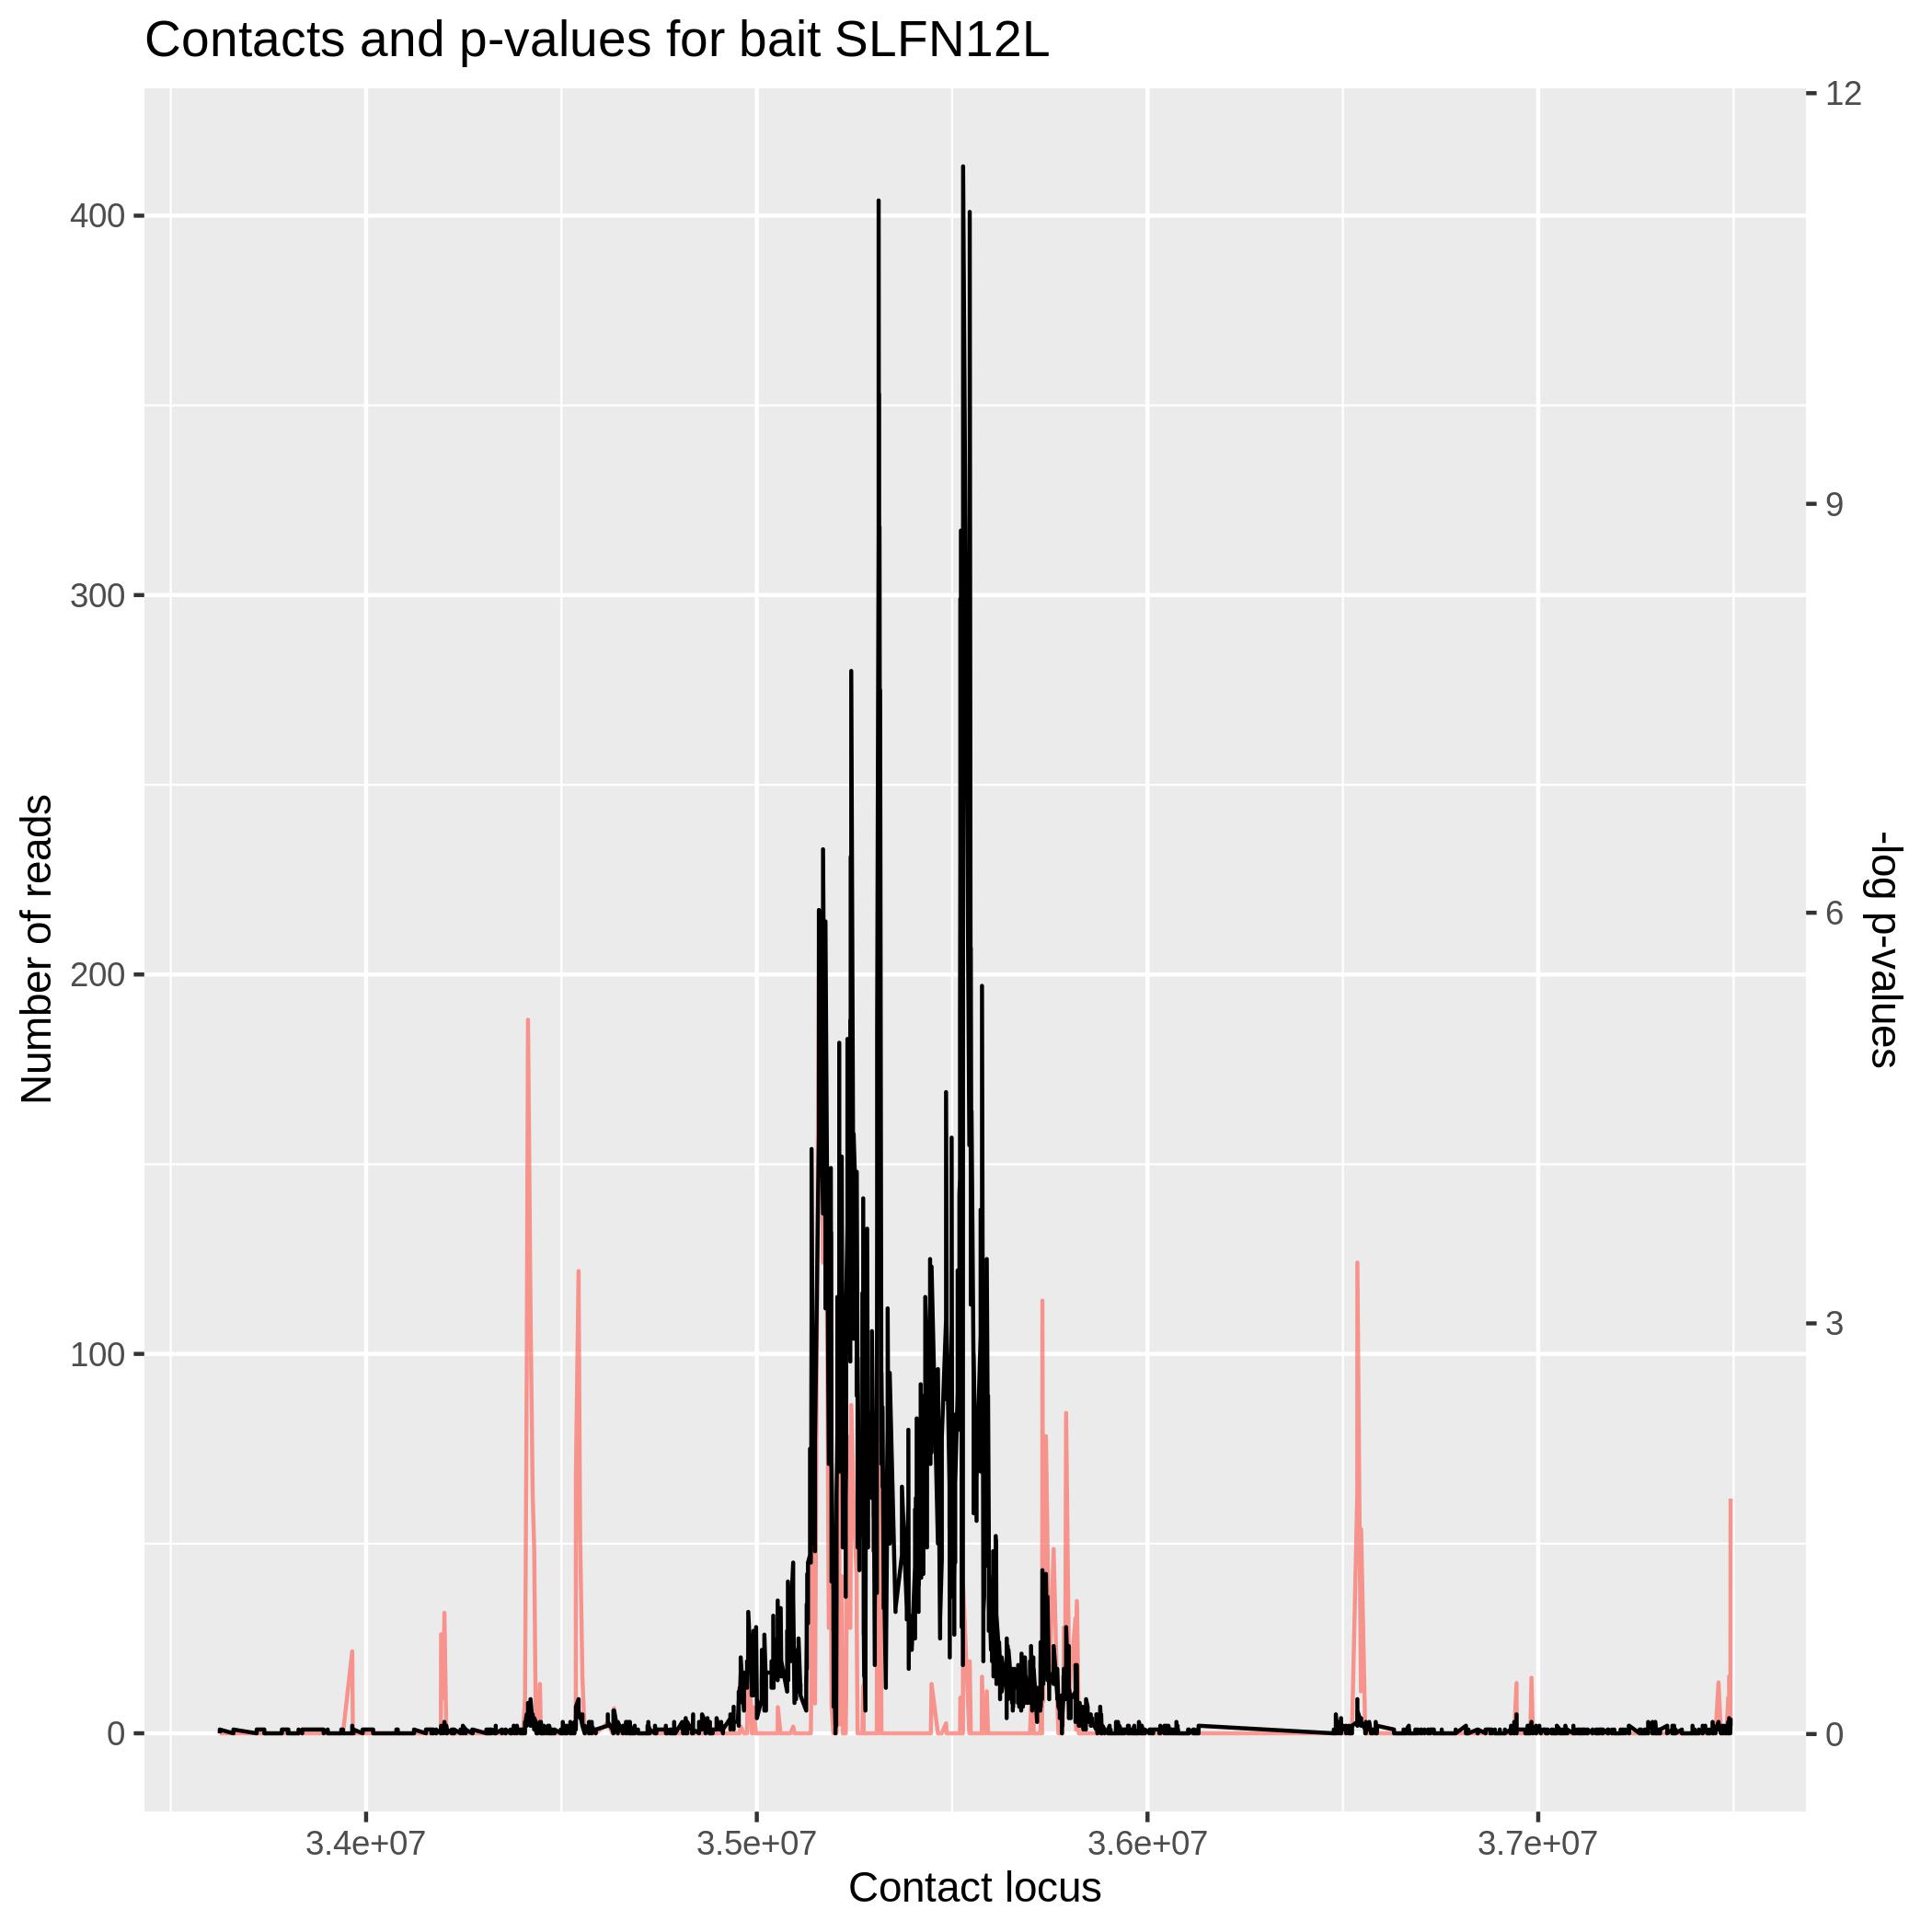 Contacts and p-values for bait SLFN12L
Number of reads
400
300
200
100
0
12
9
6
3
0
-log p-values
3.4e+07
3.5e+07
3.6e+07
3.7e+07
Contact locus